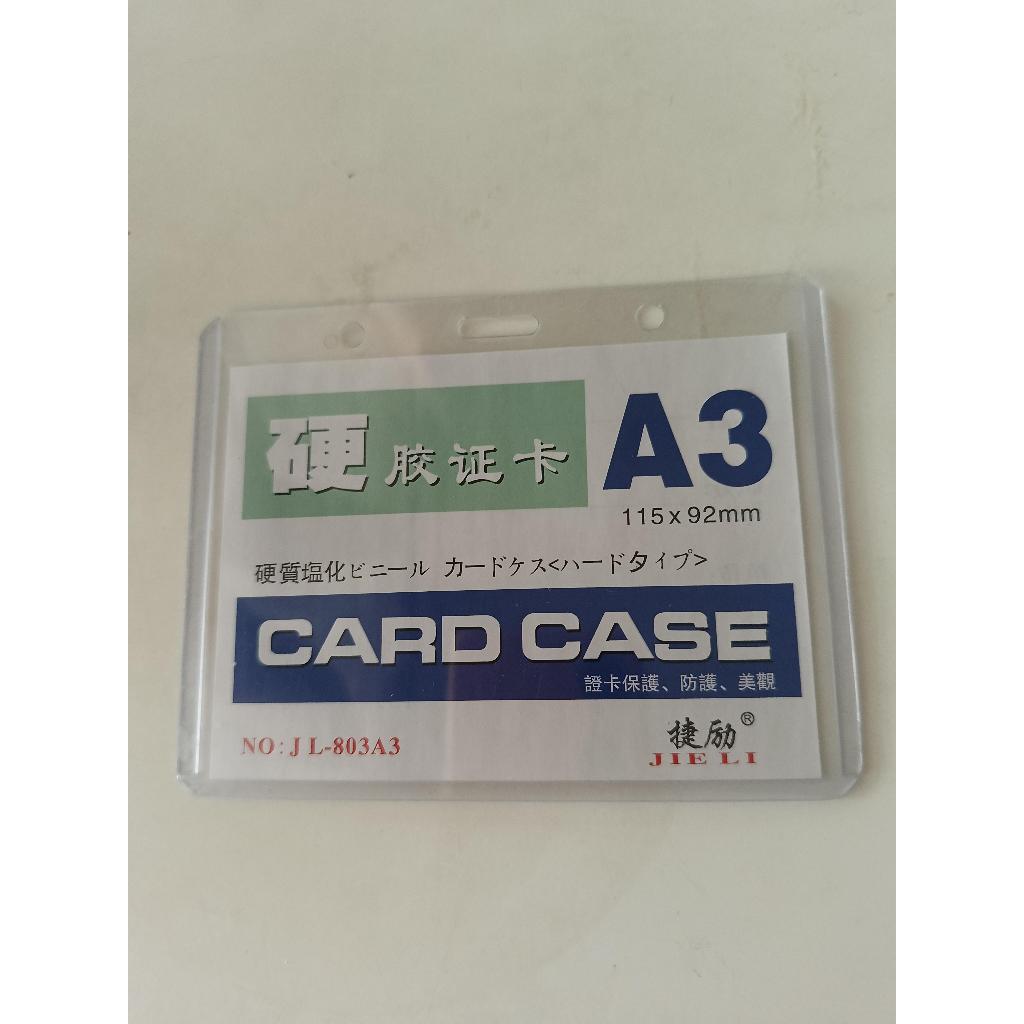 硬胶证卡
A3
115x92mm
硬質塩化ビニール カードケス<ハードタイプ>
CARD CASE
證卡保護、防護、美觀
NO:JL-803A3
捷励®
JIE LI